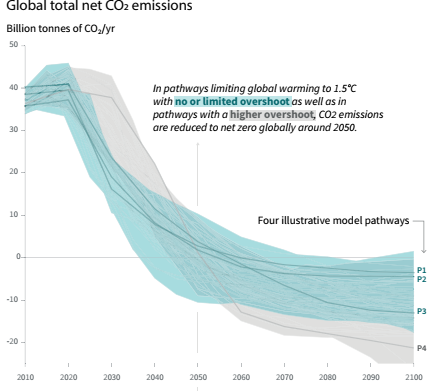 Global total net CO₂ emissions
Billion tonnes of CO₂/yr
50
40
30
20
10
0
-10
-20
In pathways limiting global warming to 1.5°C
with no or limited overshoot as well as in
pathways with a higher overshoot, CO2 emissions
are reduced to net zero globally around 2050.
Four illustrative model pathways
P1
P2
P3
P4
2010 2020 2030 2040 2050 2060 2070 2080 2090 2100